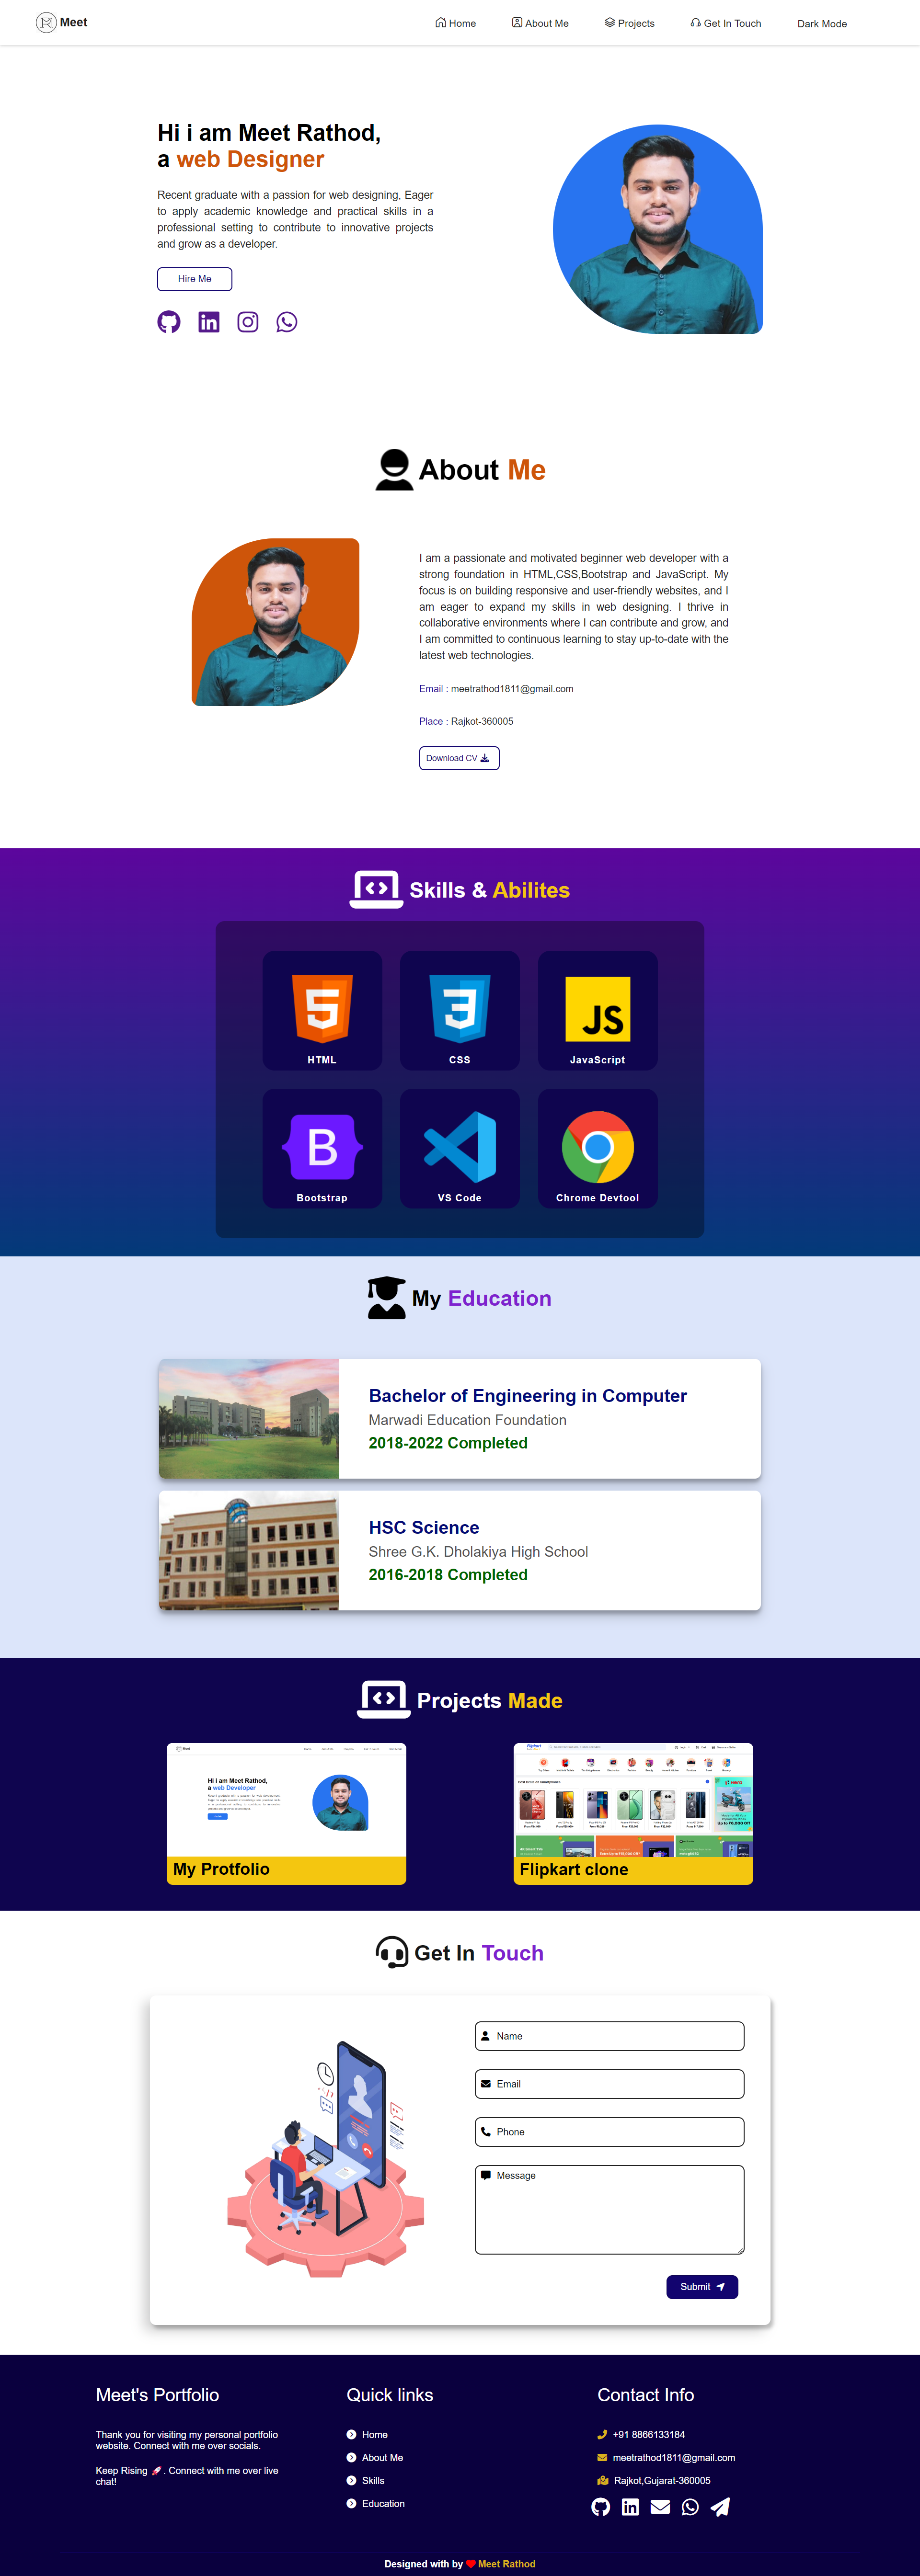 Meet
Home
About Me
Projects
Get In Touch
Dark Mode
Hi i am Meet Rathod,
a web Designer
Recent graduate with a passion for web designing, Eager
to apply academic knowledge and practical skills in a
professional setting to contribute to innovative projects
and grow as a developer.
Hire Me
About Me
I am a passionate and motivated beginner web developer with a
strong foundation in HTML,CSS,Bootstrap and JavaScript. My
focus is on building responsive and user-friendly websites, and I
am eager to expand my skills in web designing. I thrive in
collaborative environments where I can contribute and grow, and
I am committed to continuous learning to stay up-to-date with the
latest web technologies.
Email : meetrathod1811@gmail.com
Place : Rajkot-360005
Download CV
Skills & Abilites
HTML
CSS
JS
JavaScript
B
Bootstrap
VS Code
Chrome Devtool
My Education
Bachelor of Engineering in Computer
Marwadi Education Foundation
2018-2022 Completed
HSC Science
Shree G.K. Dholakiya High School
2016-2018 Completed
Projects Made
Hi I am Meet Rathod,
a web Developer
My Protfolio
Flipkart
Flipkart clone
Get In Touch
Name
Email
Phone
Message
Submit
Meet's Portfolio
Thank you for visiting my personal portfolio
website. Connect with me over socials.
Keep Rising 🚀. Connect with me over live
chat!
Quick links
Home
About Me
Skills
Education
Contact Info
+91 8866133184
meetrathod1811@gmail.com
Rajkot,Gujarat-360005
Designed with by ❤ Meet Rathod